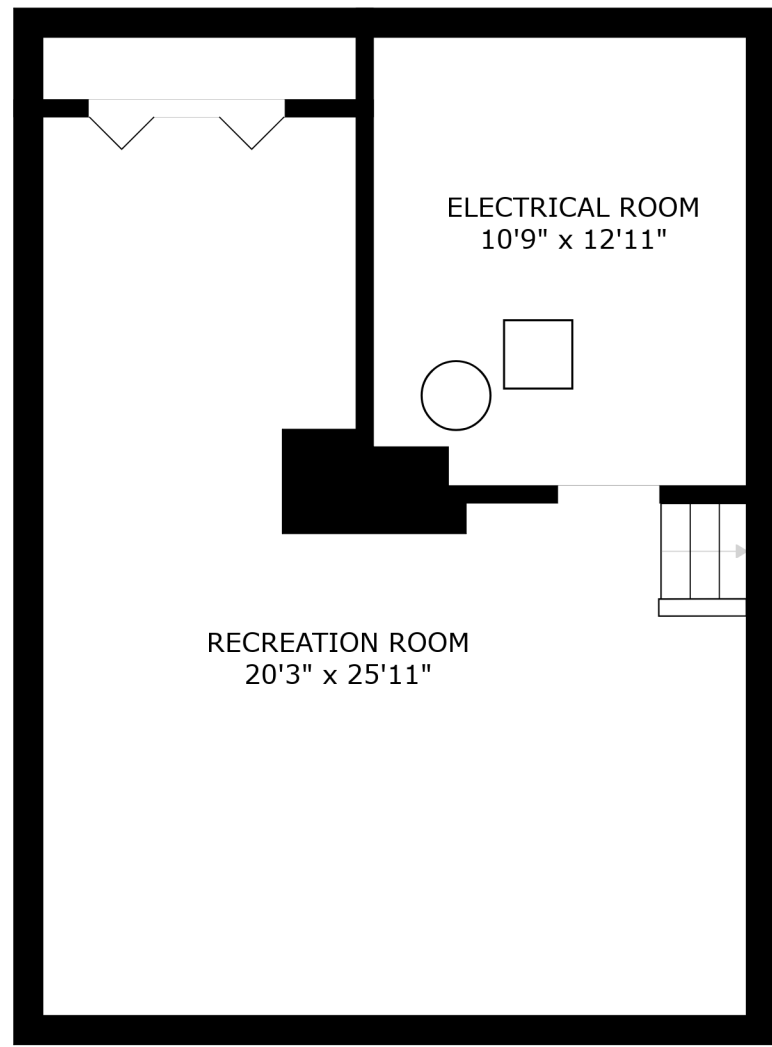 ELECTRICAL ROOM
10'9" x 12'11"
RECREATION ROOM
20'3" x 25'11"